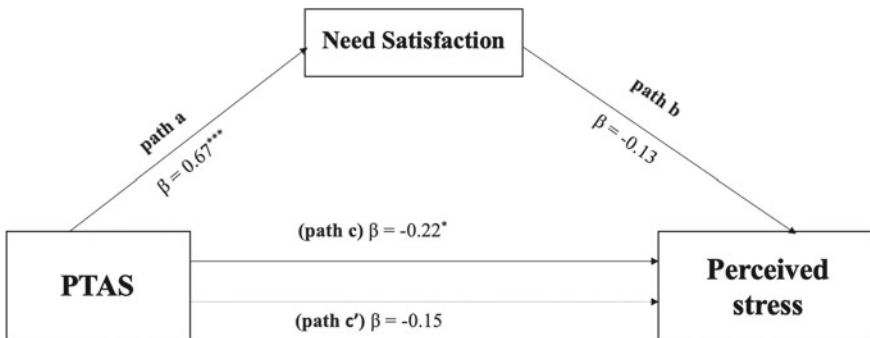 Need Satisfaction
path a
β = 0.67***
path b
β = -0.13
(path c) β = -0.22*
PTAS
Perceived
stress
(path c′) β = -0.15